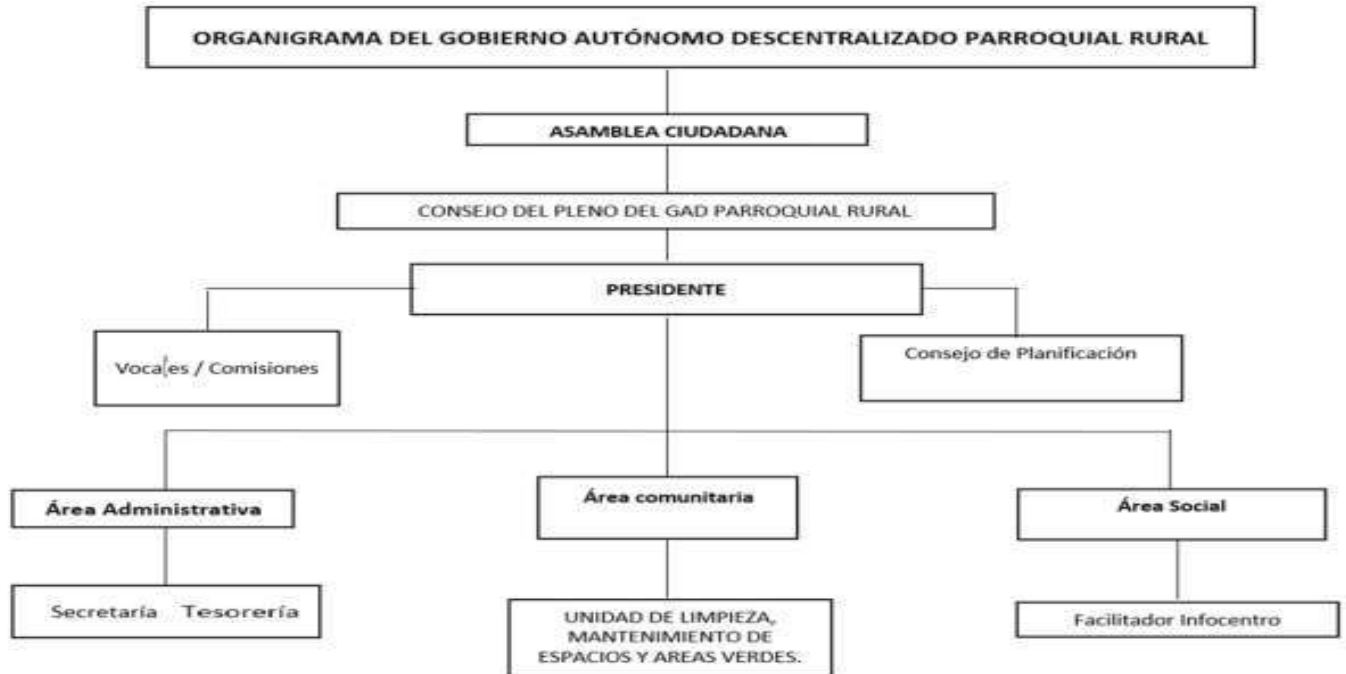 ORGANIGRAMA DEL GOBIERNO AUTÓNOMO DESCENTRALIZADO PARROQUIAL RURAL
ASAMBLEA CIUDADANA
CONSEJO DEL PLENO DEL GAD PARROQUIAL RURAL
PRESIDENTE
Vocales / Comisiones
Consejo de Planificación
Área Administrativa
Área comunitaria
Área Social
Secretaría Tesorería
UNIDAD DE LIMPIEZA,
MANTENIMIENTO DE
ESPACIOS Y AREAS VERDES.
Facilitador Infocentro